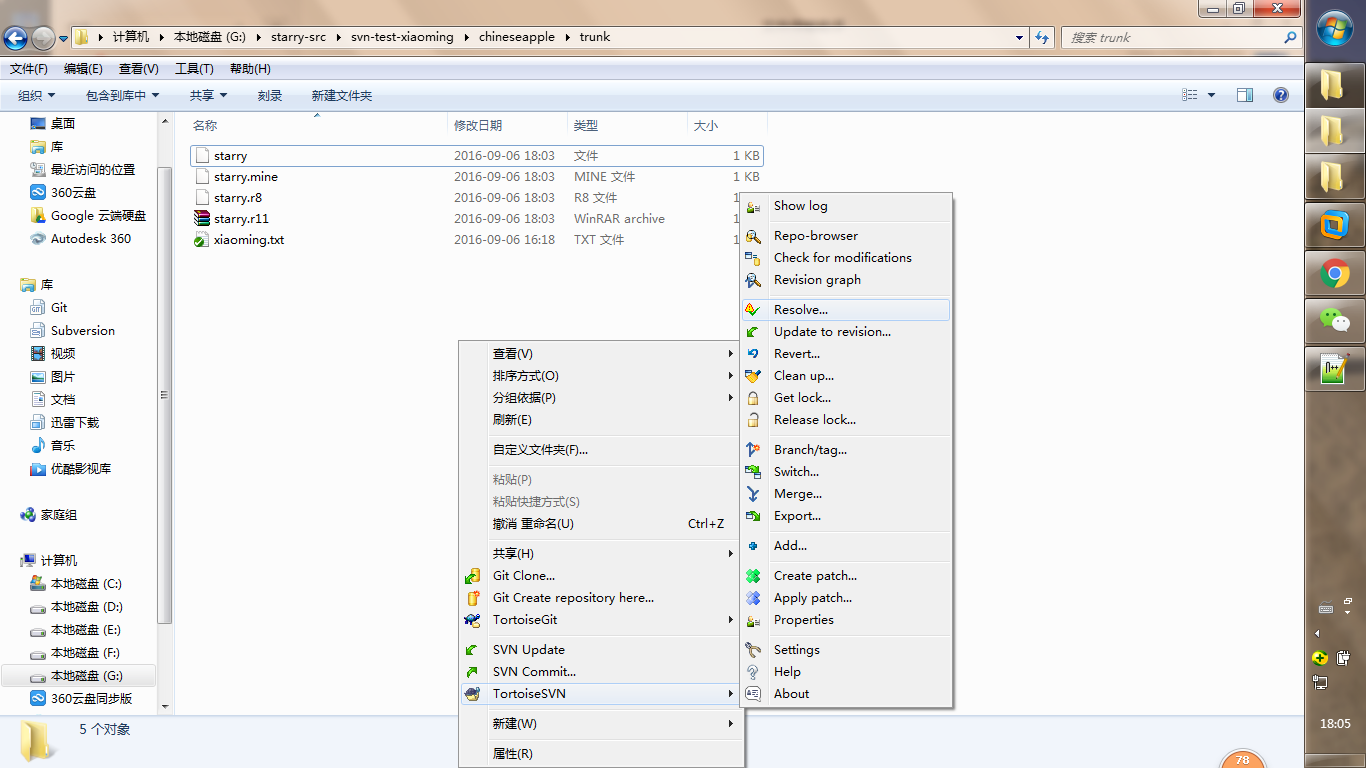 计算机 本地磁盘 (G:) starry-src svn-test-xiaoming chineseapple trunk
搜索 trunk
文件(F) 编辑(E) 查看(V) 工具(T) 帮助(H)
组织 包含到库中 共享 刻录 新建文件夹
桌面
库
最近访问的位置
360云盘
Google 云端硬盘
Autodesk 360
库
Git
Subversion
视频
图片
文档
迅雷下载
音乐
优酷影视库
家庭组
计算机
本地磁盘 (C:)
本地磁盘 (D:)
本地磁盘 (E:)
本地磁盘 (F:)
本地磁盘 (G:)
360云盘同步版
名称 修改日期 类型 大小
starry 2016-09-06 18:03 文件 1 KB
starry.mine 2016-09-06 18:03 MINE 文件 1 KB
starry.r8 2016-09-06 18:03 R8 文件 1
starry.r11 2016-09-06 18:03 WinRAR archive 1
xiaoming.txt 2016-09-06 16:18 TXT 文件 1
查看(V)
排序方式(O)
分组依据(P)
刷新(E)
自定义文件夹(F)...
粘贴(P)
粘贴快捷方式(S)
撤消 重命名(U) Ctrl+Z
共享(H)
Git Clone...
Git Create repository here...
TortoiseGit
SVN Update
SVN Commit...
TortoiseSVN
新建(W)
属性(R)
Show log
Repo-browser
Check for modifications
Revision graph
Resolve...
Update to revision...
Revert...
Clean up...
Get lock...
Release lock...
Branch/tag...
Switch...
Merge...
Export...
Add...
Create patch...
Apply patch...
Properties
Settings
Help
About
5 个对象
18:05
78